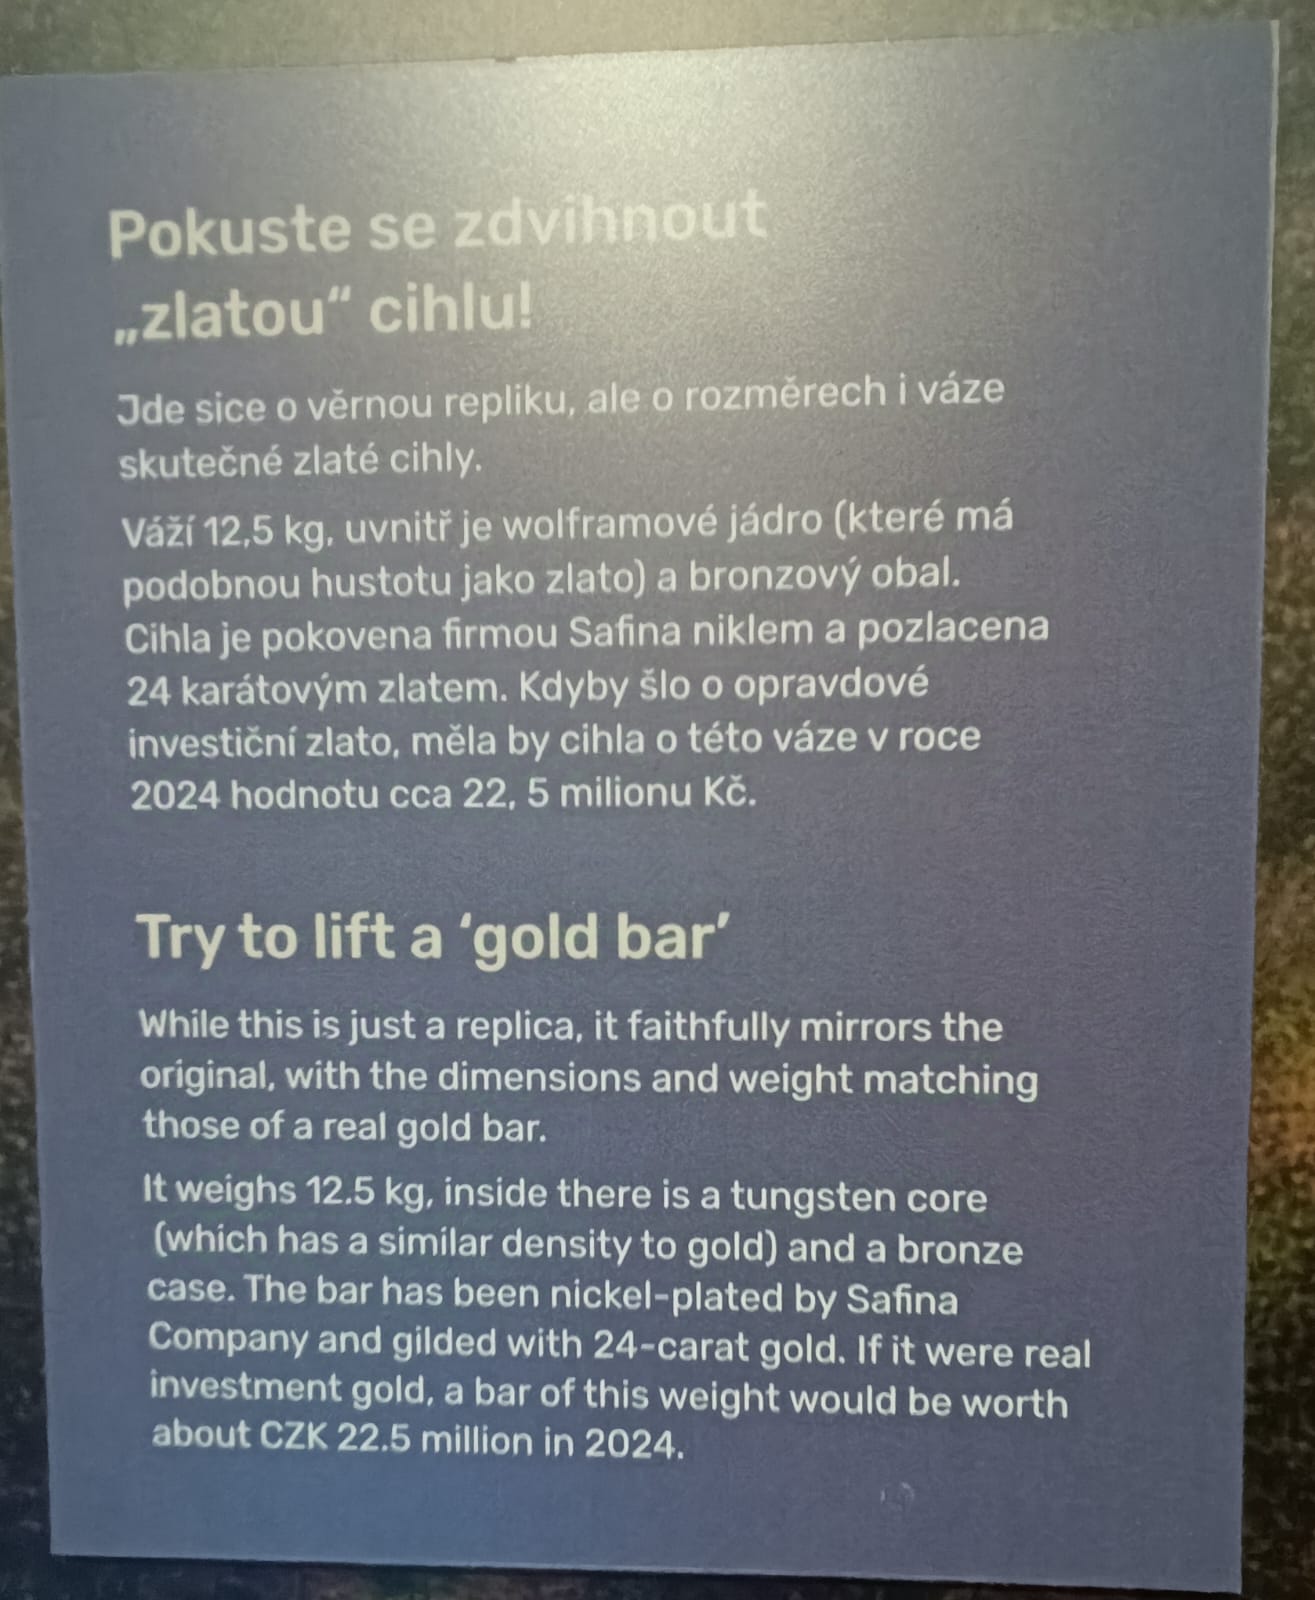 Pokuste se zdvihnout
„zlatou“ cihlu!
Jde sice o věrnou repliku, ale o rozměrech i váze
skutečné zlaté cihly.
Váží 12,5 kg, uvnitř je wolframové jádro (které má
podobnou hustotu jako zlato) a bronzový obal.
Cihla je pokovena firmou Safina niklem a pozlacena
24 karátovým zlatem. Kdyby šlo o opravdové
investiční zlato, měla by cihla o této váze v roce
2024 hodnotu cca 22, 5 milionu Kč.
Try to lift a ‘gold bar’
While this is just a replica, it faithfully mirrors the
original, with the dimensions and weight matching
those of a real gold bar.
It weighs 12.5 kg, inside there is a tungsten core
(which has a similar density to gold) and a bronze
case. The bar has been nickel-plated by Safina
Company and gilded with 24-carat gold. If it were real
investment gold, a bar of this weight would be worth
about CZK 22.5 million in 2024.